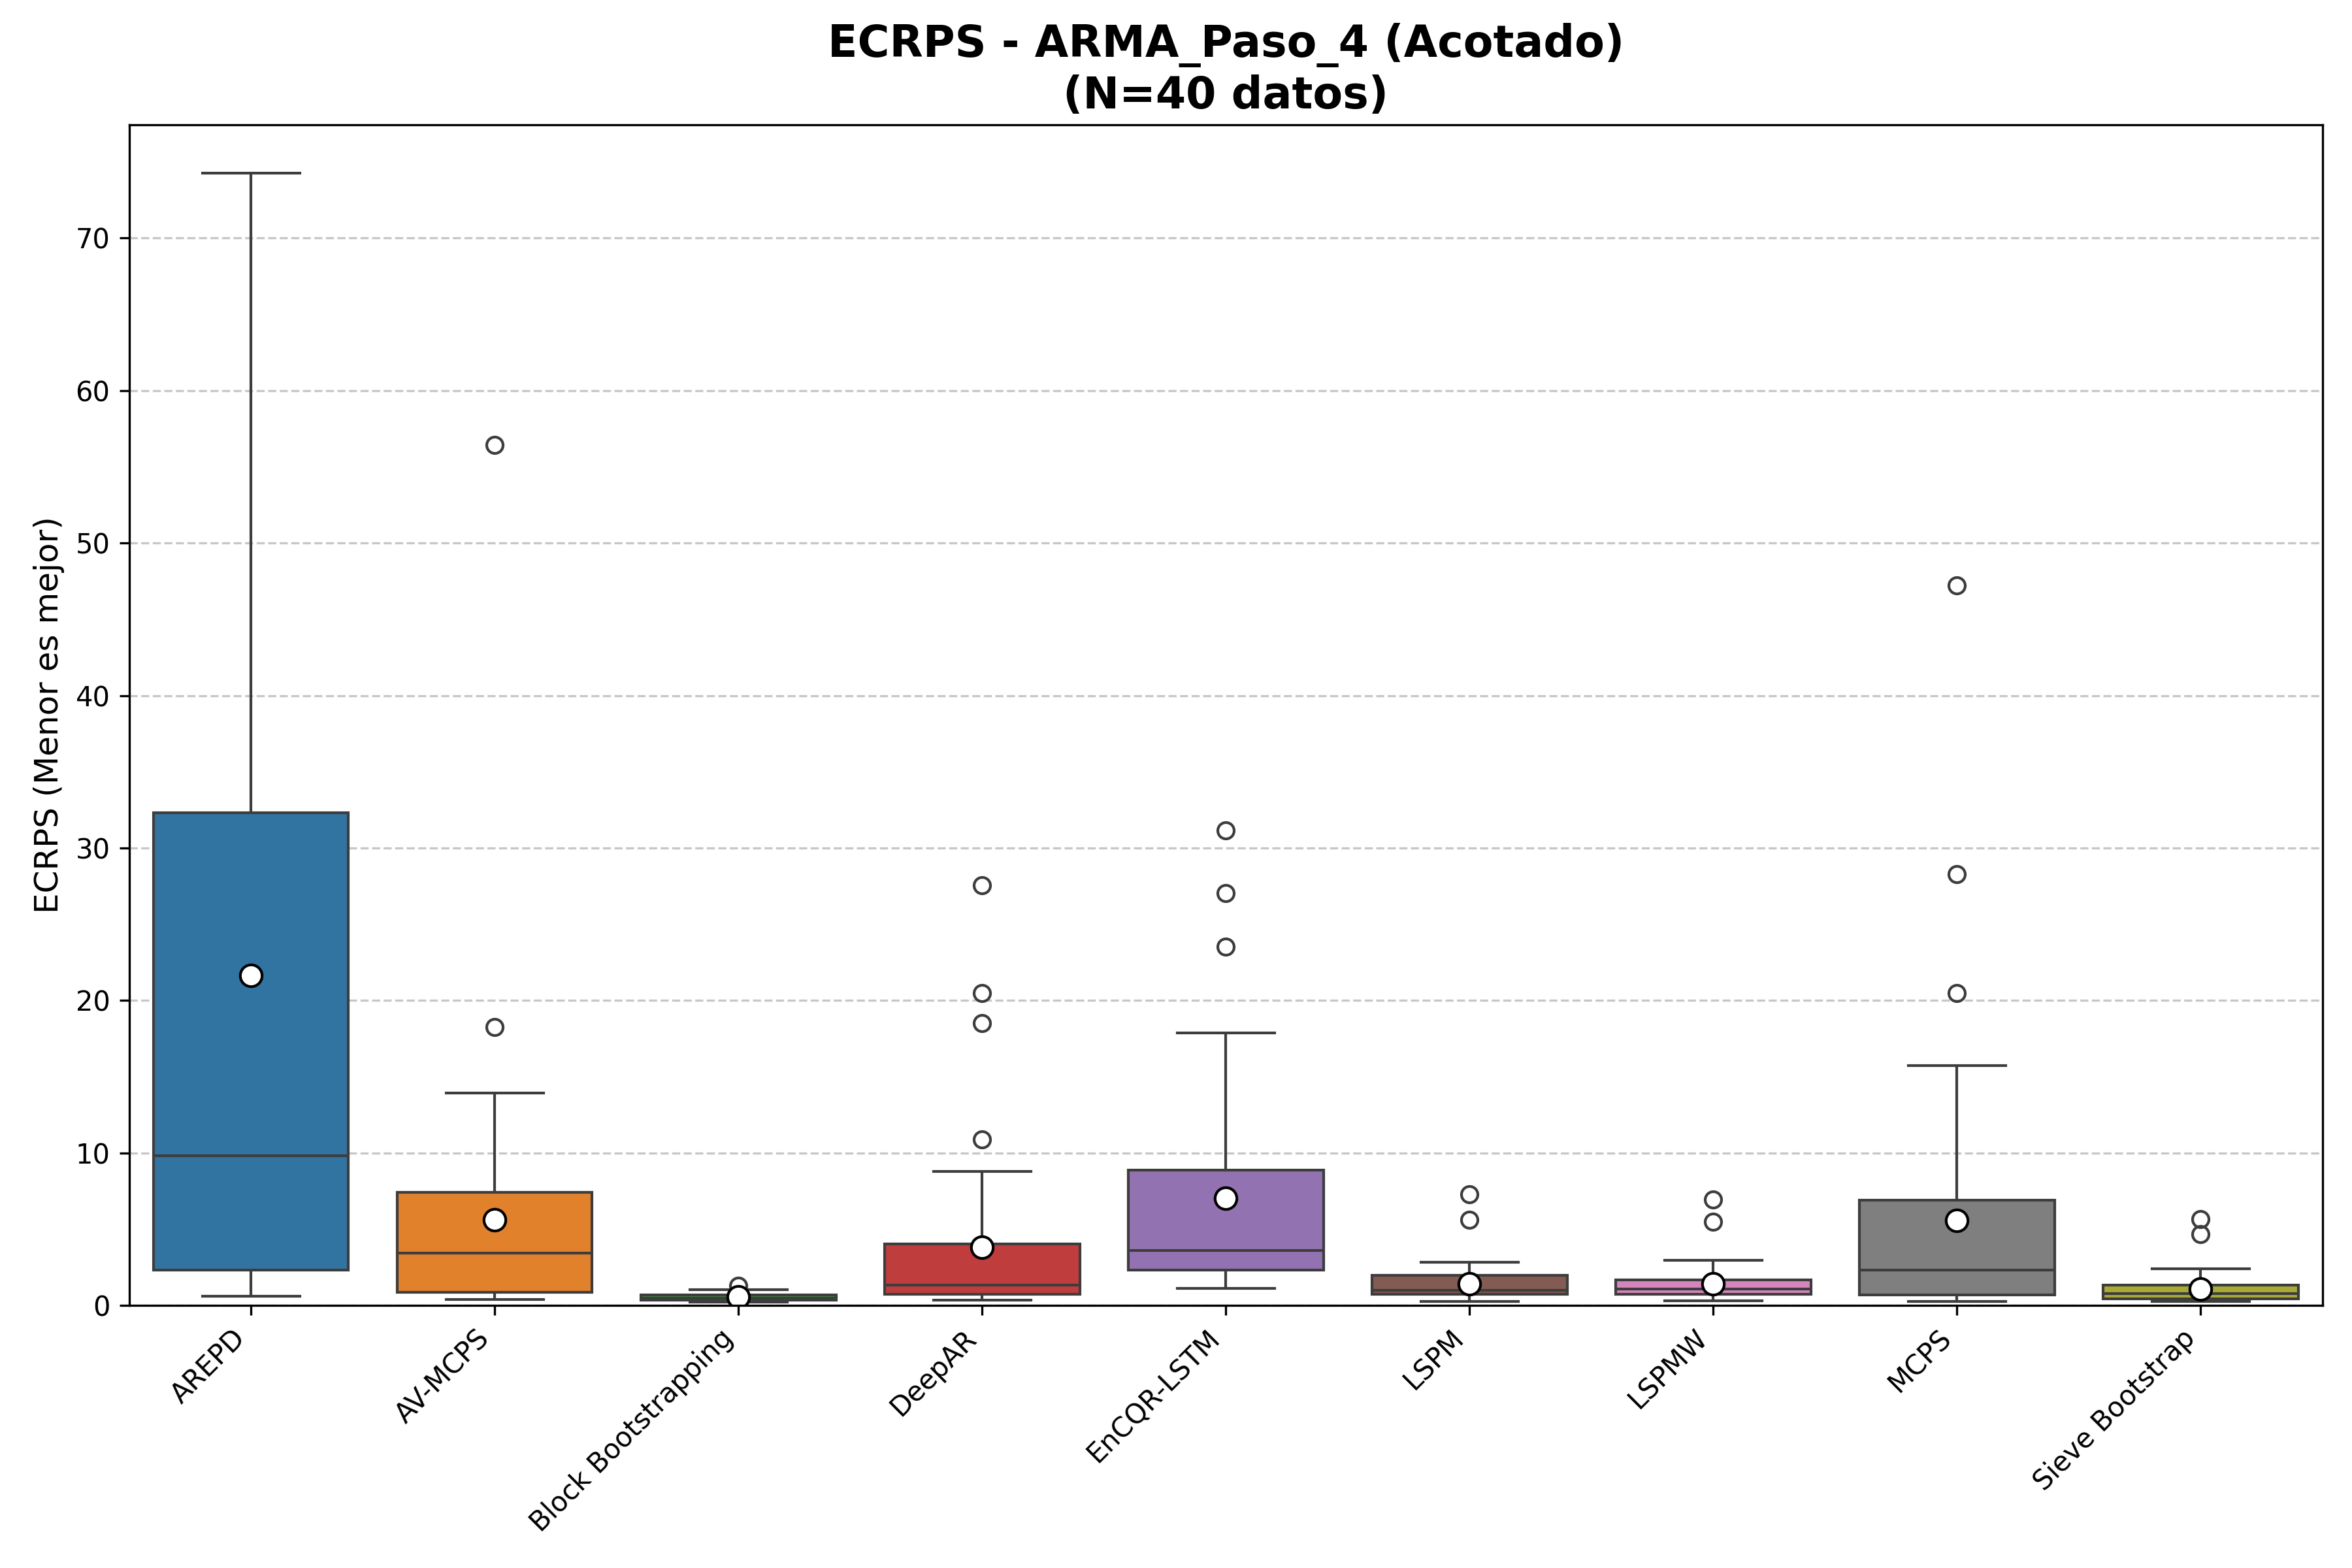 ECRPS - ARMA_Paso_4 (Acotado)
(N=40 datos)
ECRPS (Menor es mejor)
70
60
50
40
30
20
10
0
AREPD
AV-MCPS
Block Bootstrapping
DeepAR
EnCQR-LSTM
LSPM
LSPMW
MCPS
Sieve Bootstrap